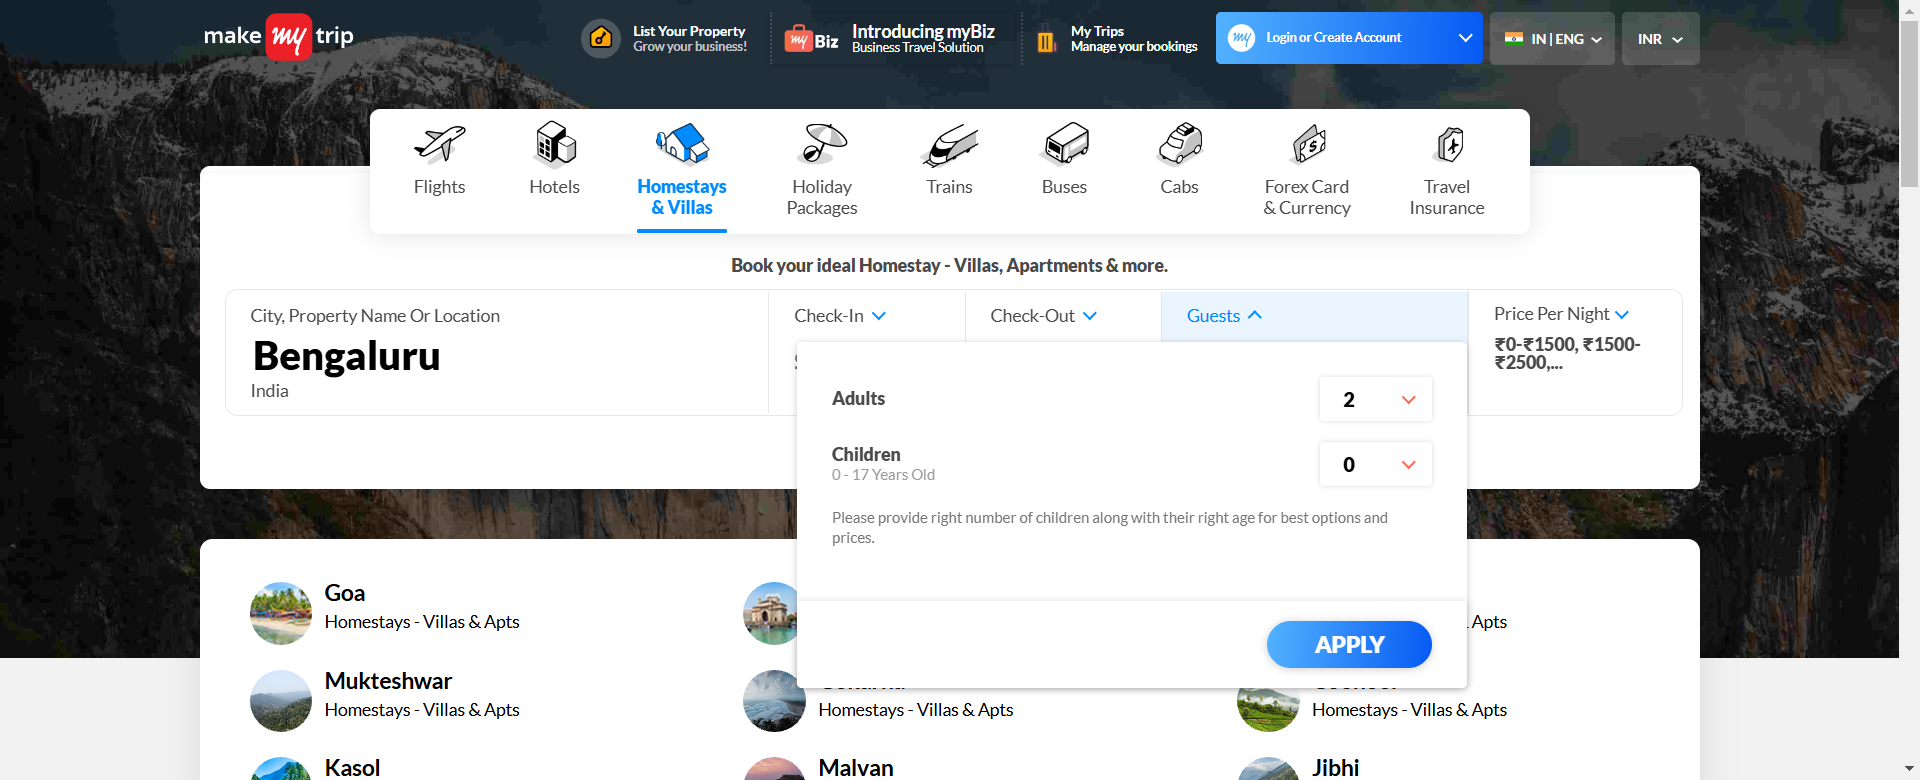 make my trip
List Your Property
Grow your business!
my Biz
Introducing myBiz
Business Travel Solution
My Trips
Manage your bookings
my
Login or Create Account
IN | ENG
INR
Flights
Hotels
Homestays
& Villas
Holiday
Packages
Trains
Buses
Cabs
Forex Card
& Currency
Travel
Insurance
Book your ideal Homestay - Villas, Apartments & more.
City, Property Name Or Location
Bengaluru
India
Check-In
Check-Out
Guests
Price Per Night
₹0-₹1500, ₹1500-
₹2500,...
Adults
2
Children
0 - 17 Years Old
0
Please provide right number of children along with their right age for best options and
prices.
APPLY
Goa
Homestays - Villas & Apts
Apts
Mukteshwar
Homestays - Villas & Apts
Homestays - Villas & Apts
Homestays - Villas & Apts
Kasol
Malvan
Jibhi